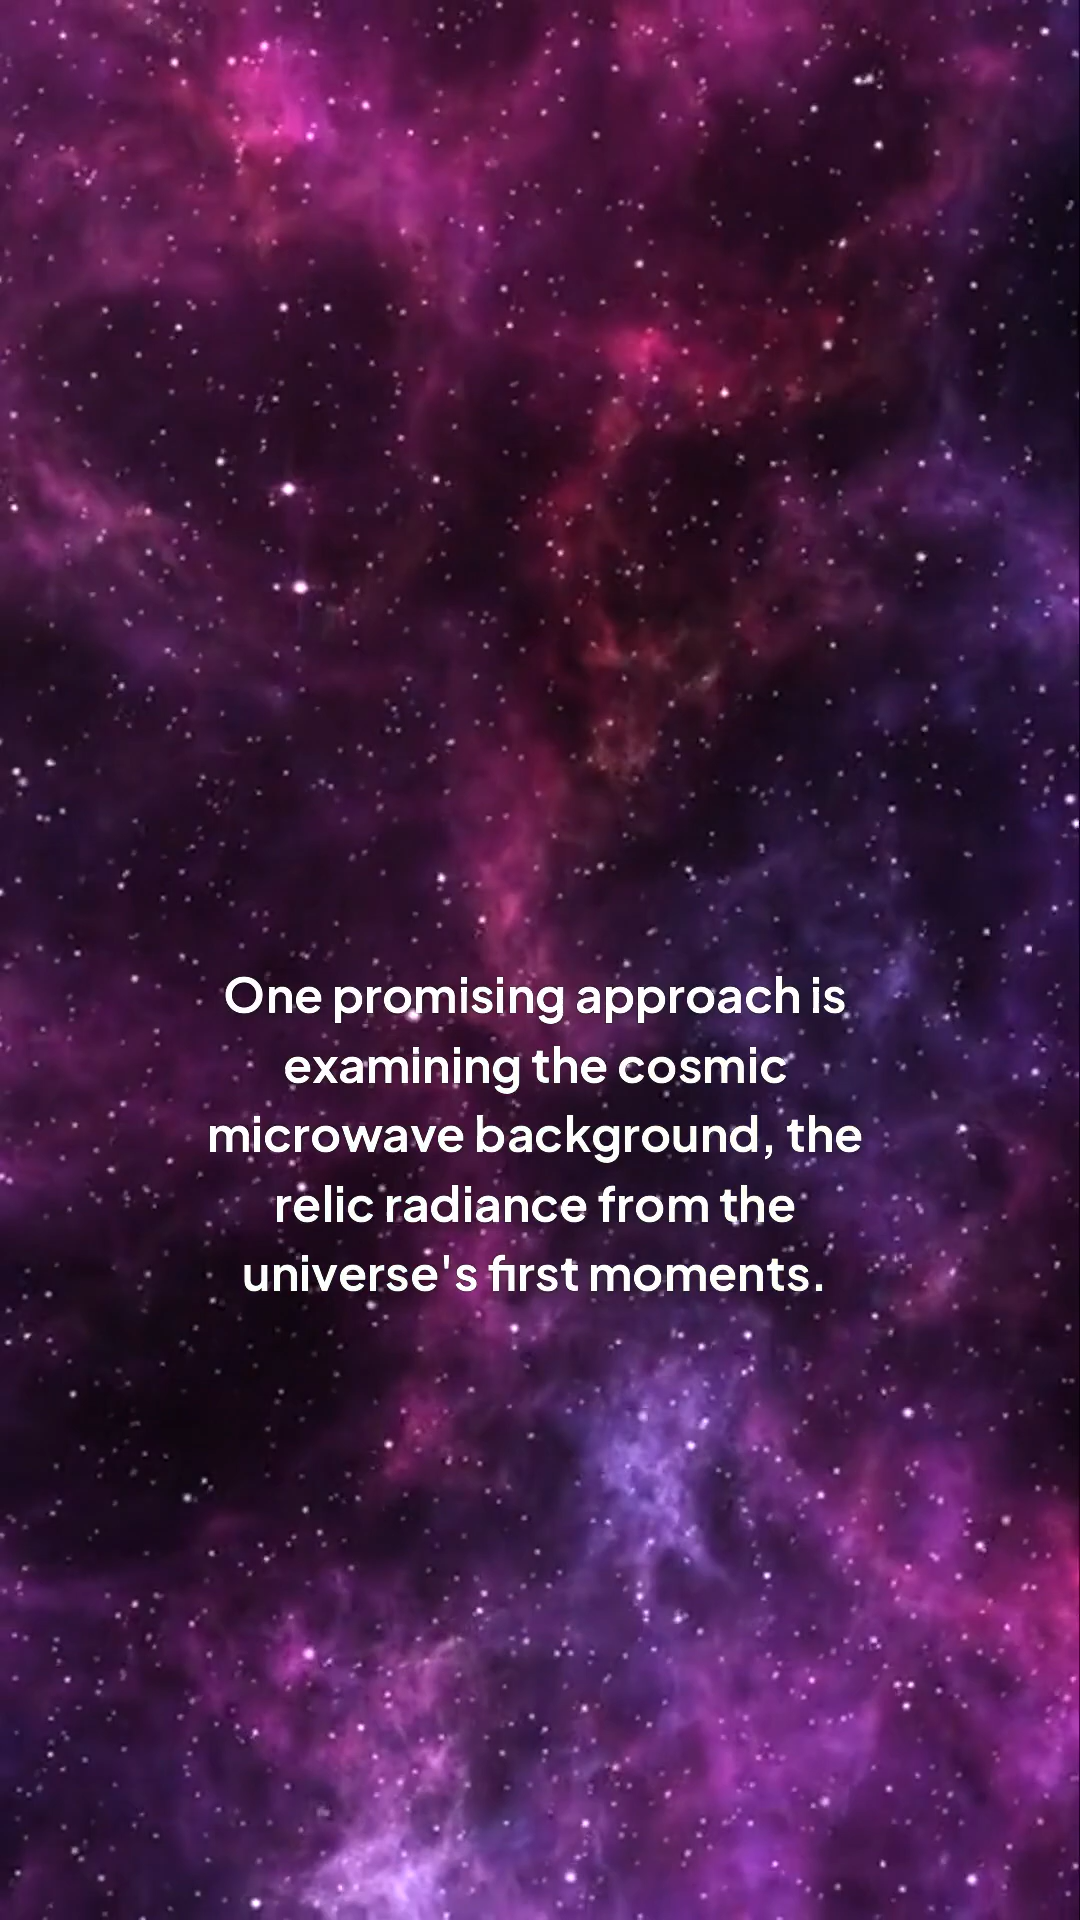 One promising approach is
examining the cosmic
microwave background, the
relic radiance from the
universe's first moments.